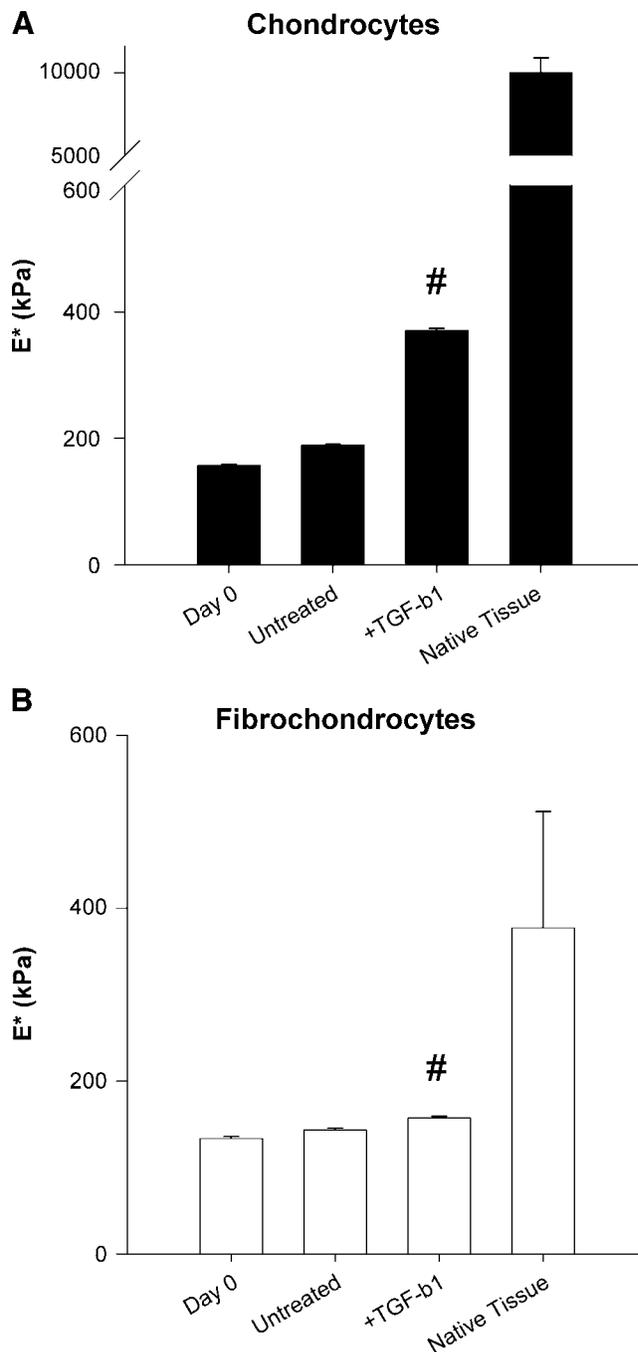 A
Chondrocytes
10000
5000
600
400
200
0
E* (kPa)
#
Day 0
Untreated
+TGF-b1
Native Tissue
B
Fibrochondrocytes
600
400
200
0
E* (kPa)
#
Day 0
Untreated
+TGF-b1
Native Tissue